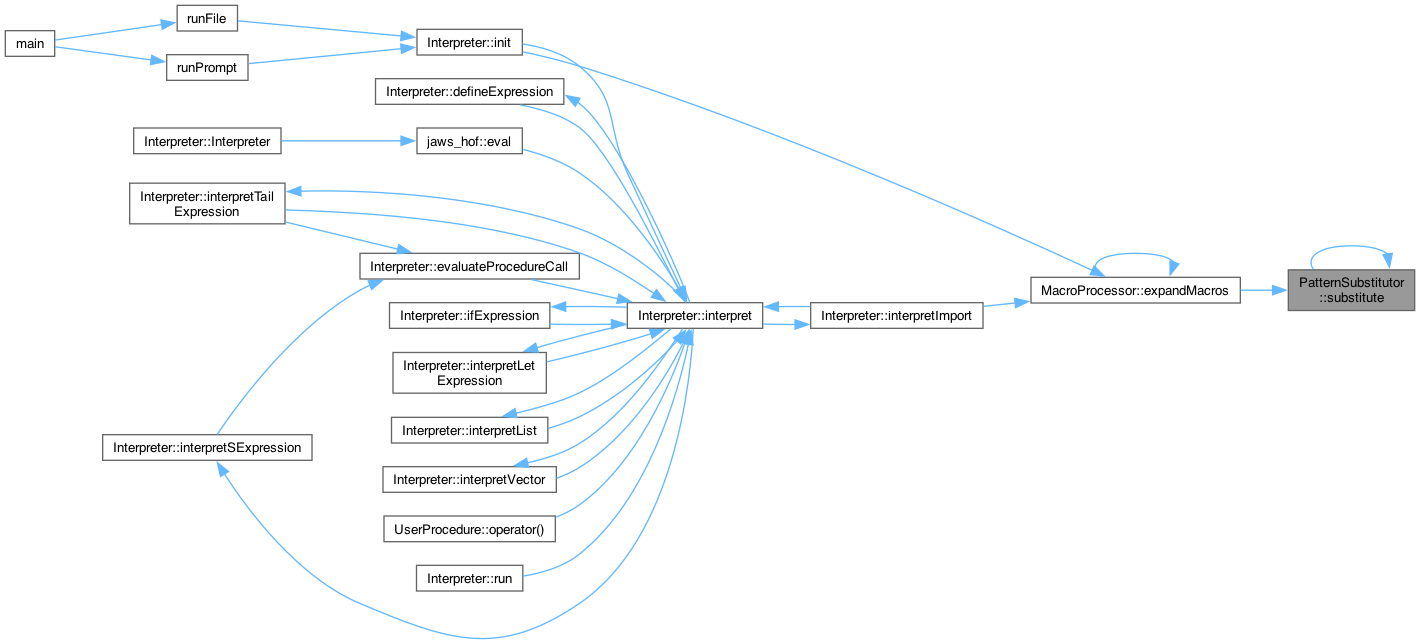 main
runFile
runPrompt
Interpreter::init
Interpreter::defineExpression
Interpreter::Interpreter
jaws_hof::eval
Interpreter::interpretTail
Expression
Interpreter::evaluateProcedureCall
Interpreter::ifExpression
Interpreter::interpretLet
Expression
Interpreter::interpretList
Interpreter::interpretSExpression
Interpreter::interpretVector
UserProcedure::operator()
Interpreter::run
Interpreter::interpret
Interpreter::interpretImport
MacroProcessor::expandMacros
PatternSubstitutor
::substitute